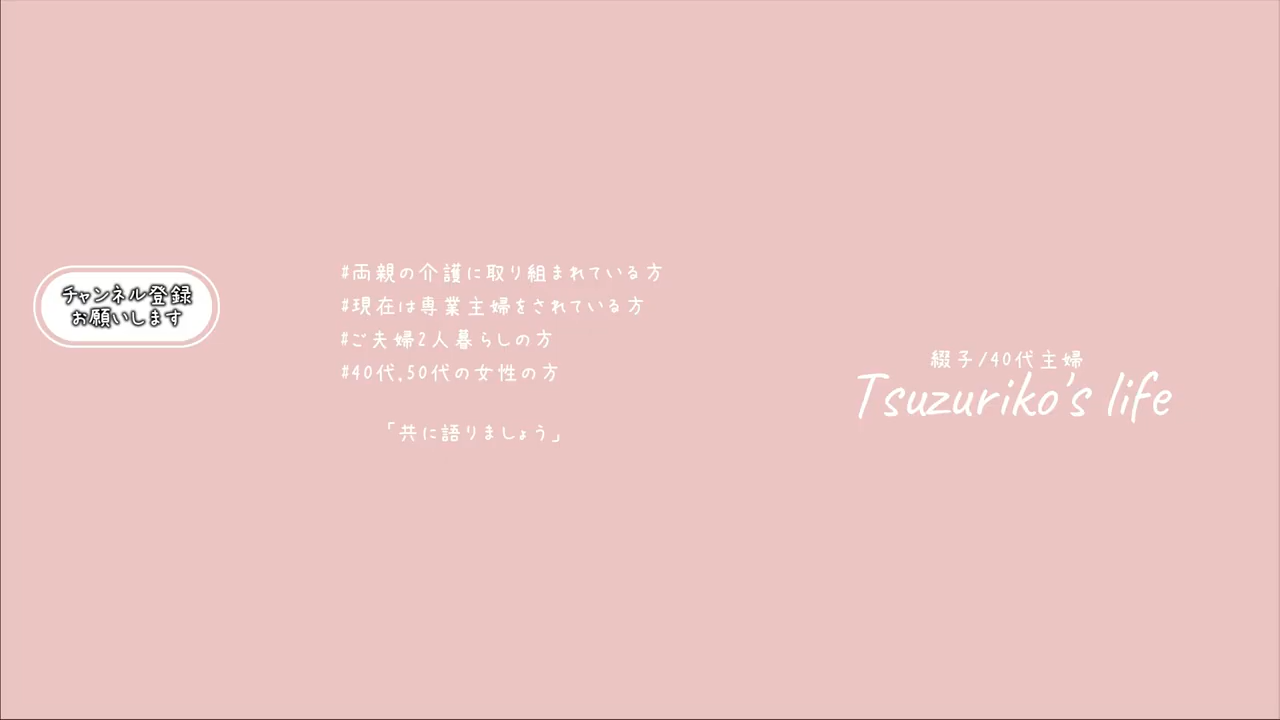 チャンネル登録
お願いします
#両親の介護に取り組まれている方
#現在は専業主婦をされている方
#ご夫婦2人暮らしの方
#40代,50代の女性の方
「共に語りましょう」
綴子/40代主婦
Tsuzuriko's life